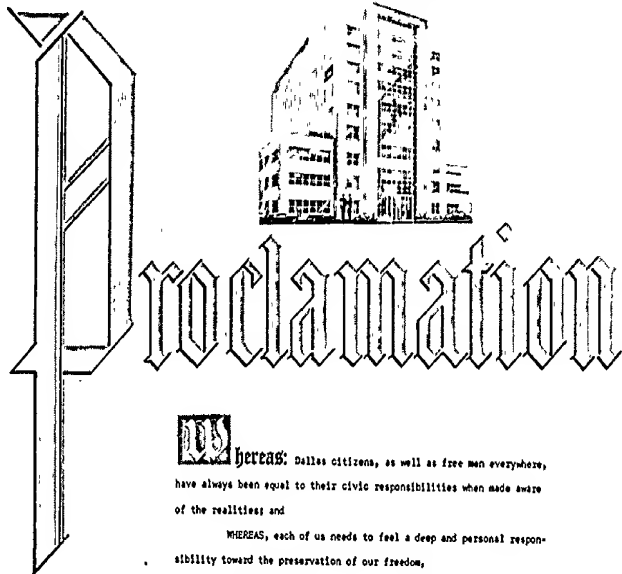 Proclamation
Whereas: Dallas citizens, as well as free men everywhere,
have always been equal to their civic responsibilities when made aware
of the realities; and
WHEREAS, each of us needs to feel a deep and personal respon-
sibility toward the preservation of our freedom,